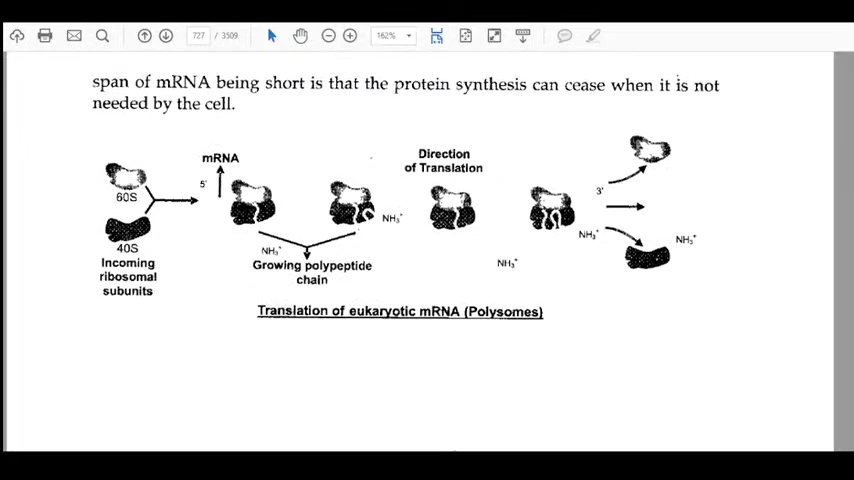 727 / 3509
162%
span of mRNA being short is that the protein synthesis can cease when it is not
needed by the cell.
mRNA
Direction
of Translation
60S
5'
3'
NH₃⁺
40S
NH₃⁺
NH₃⁺
NH₃⁺
Incoming
ribosomal
subunits
Growing polypeptide
chain
NH₃⁺
Translation of eukaryotic mRNA (Polysomes)